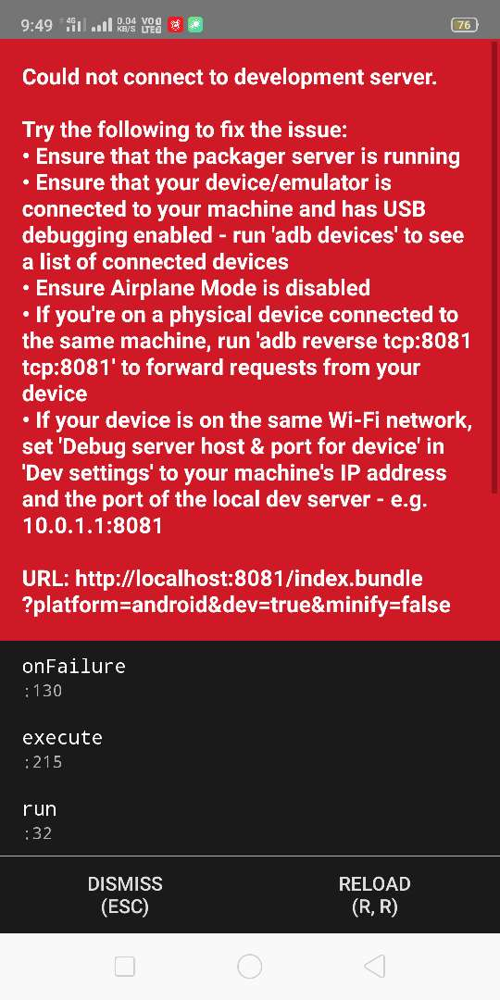 9:49 4G 0.04 KB/S VO LTE 76
Could not connect to development server.
Try the following to fix the issue:
• Ensure that the packager server is running
• Ensure that your device/emulator is
connected to your machine and has USB
debugging enabled - run 'adb devices' to see
a list of connected devices
• Ensure Airplane Mode is disabled
• If you're on a physical device connected to
the same machine, run 'adb reverse tcp:8081
tcp:8081' to forward requests from your
device
• If your device is on the same Wi-Fi network,
set 'Debug server host & port for device' in
'Dev settings' to your machine's IP address
and the port of the local dev server - e.g.
10.0.1.1:8081
URL: http://localhost:8081/index.bundle
?platform=android&dev=true&minify=false
onFailure
:130
execute
:215
run
:32
DISMISS
(ESC)
RELOAD
(R, R)